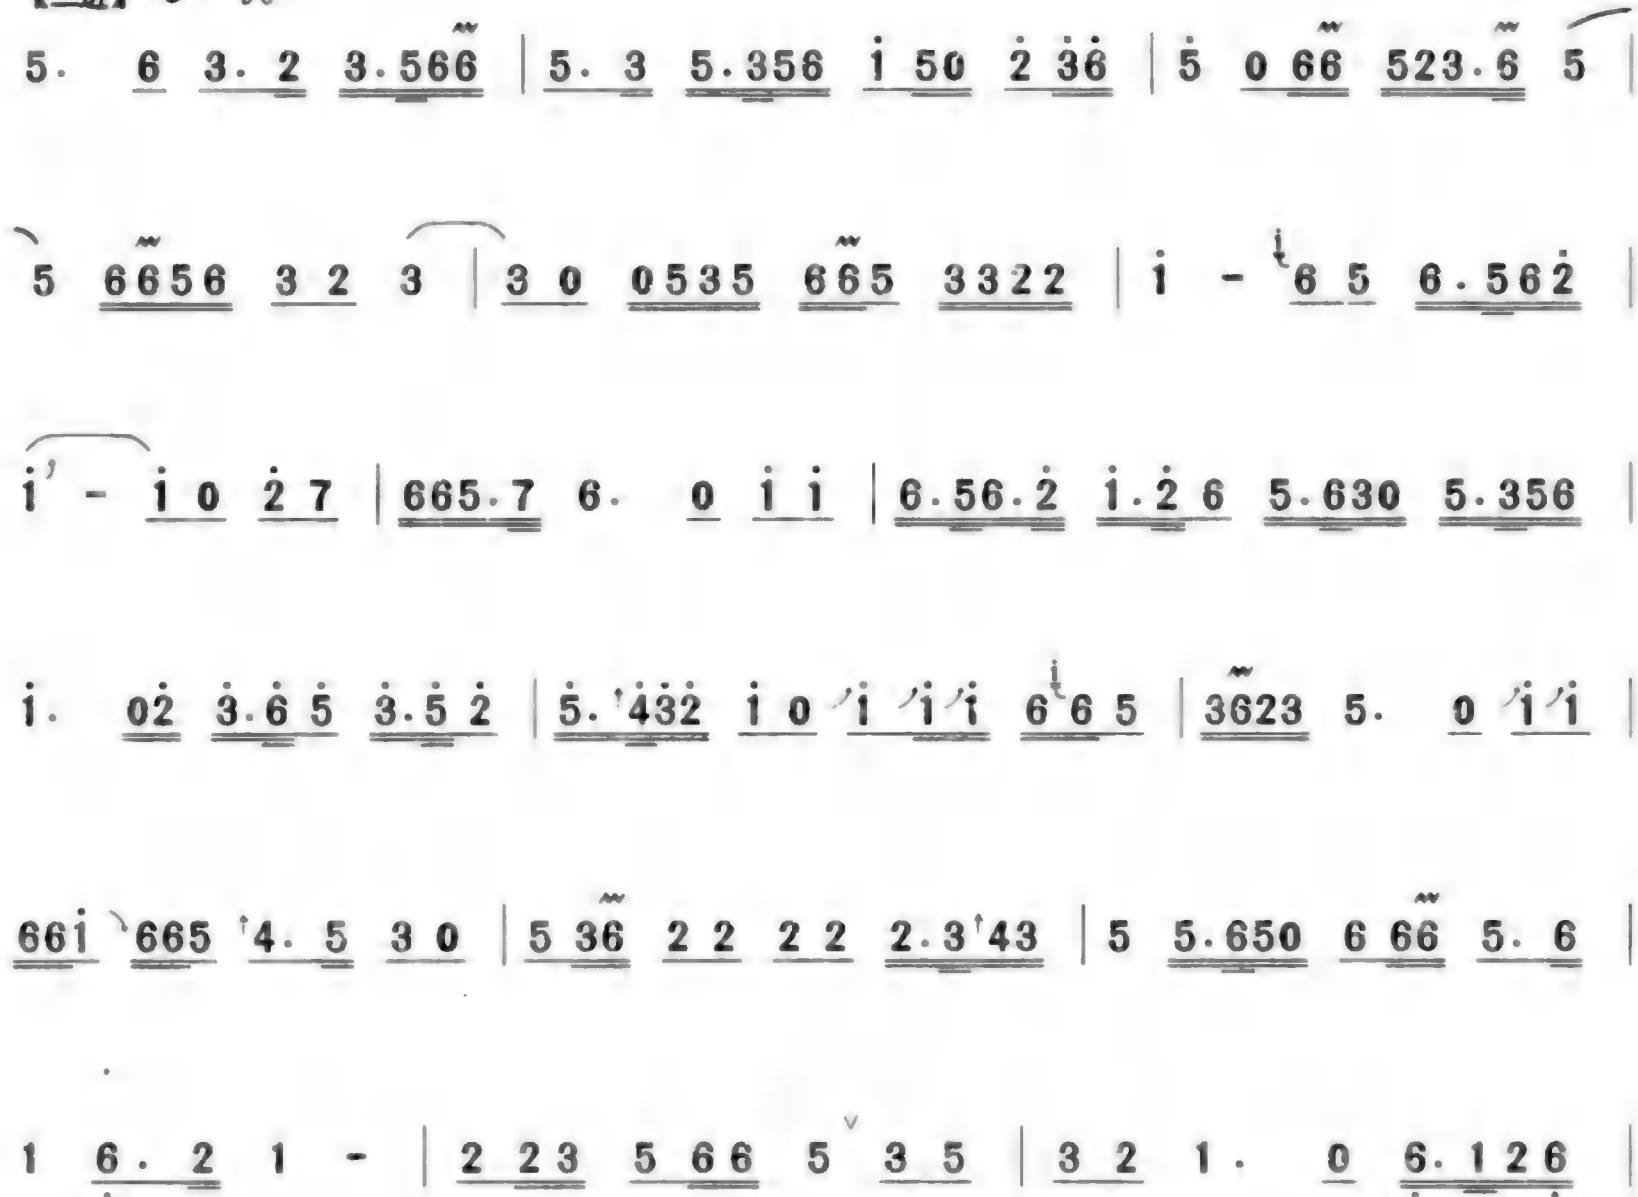 5. 6 3. 2 3.566 | 5. 3 5.356 i̇ 50 2̇ 3̇6̇ | 5̇ 0 66 523.6 5 |
5 6656 3 2 3 | 3 0 0535 665 3322 | i̇ - i̇ 6 5 6.562̇ |
i̇ ’ - i̇ 0 2̇ 7 | 665.7 6. 0 i̇ i̇ | 6.56.2̇ i̇.2̇ 6 5.630 5.356 |
i̇. 02̇ 3̇.6̇ 5̇ 3̇.5̇ 2̇ | 5̇. ↑4̇3̇2̇ i̇ 0 i̇ i̇ i̇ 6 i̇ 6 5 | 3623 5. 0 i̇ i̇ |
66i̇ 665 ↑4. 5 3 0 | 5 36 2 2 2 2 2.3↑43 | 5 5.650 6 66 5. 6 |
1 6̣. 2 1 - | 2 23 5 66 5 ∨ 3 5 | 3 2 1. 0 6̣.126̣ |